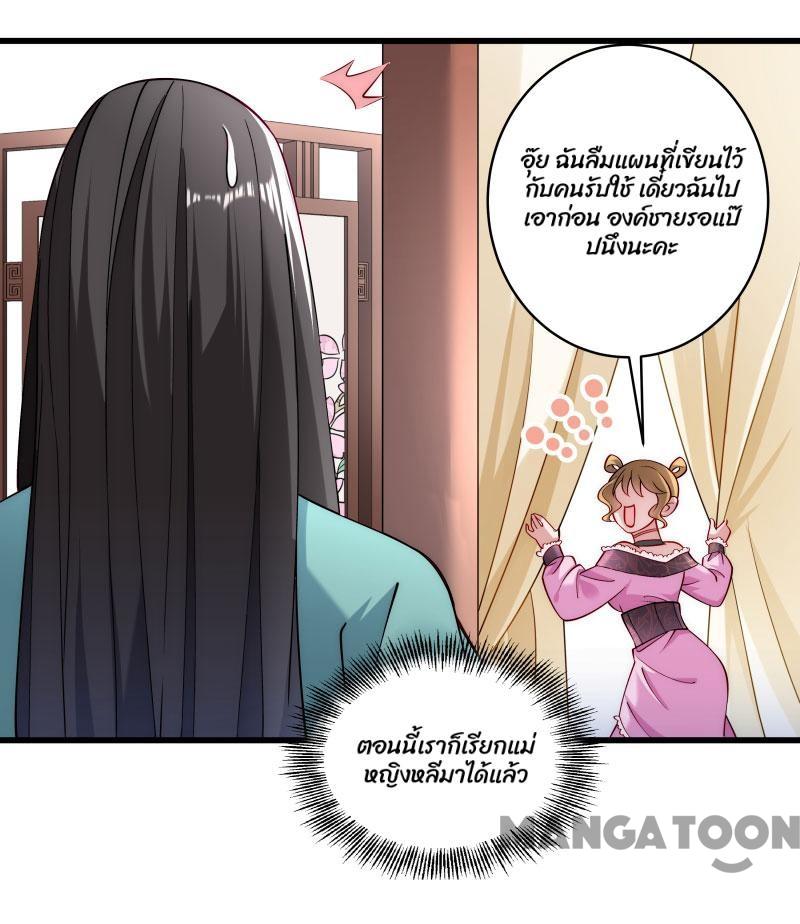 อุ๊ย ฉันลืมแผนที่เขียนไว้
กับคนรับใช้ เดี๋ยวฉันไป
เอาก่อน องค์ชายรอแป๊
ปนึงนะคะ
ตอนนี้เราก็เรียกแม่
หญิงหลีมาได้แล้ว
MANGATOON